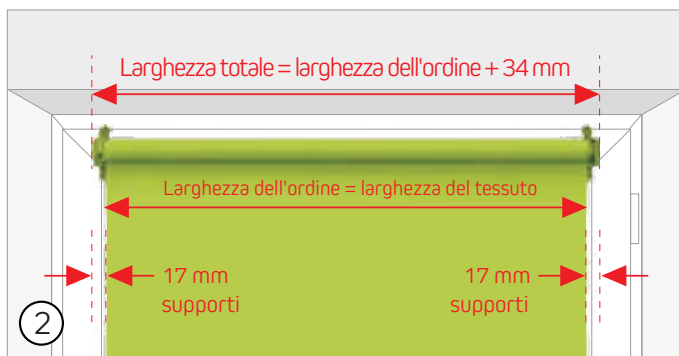 Larghezza totale = larghezza dell'ordine + 34 mm
Larghezza dell'ordine = larghezza del tessuto
17 mm
supporti
17 mm
supporti
2